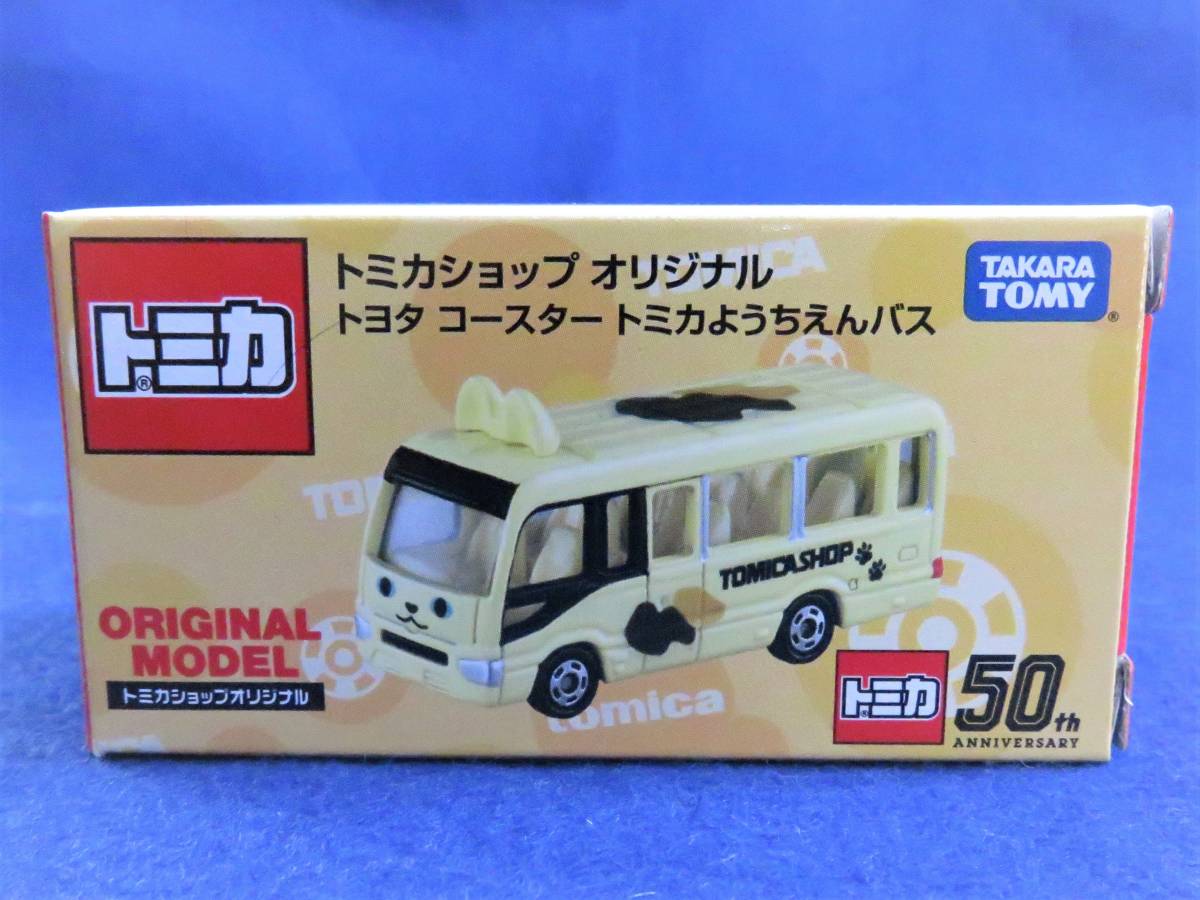 トミカ®
トミカショップ オリジナル
トヨタ コースター トミカようちえんバス
TAKARA
TOMY®
TOMICA
TOMICASHOP
ORIGINAL
MODEL
トミカショップオリジナル
tomica
トミカ®
50th
ANNIVERSARY